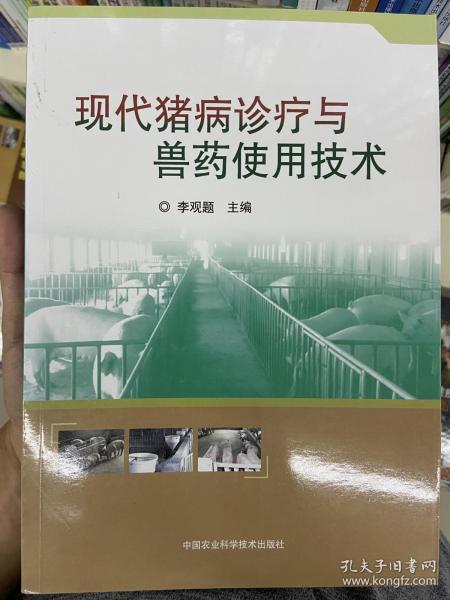 现代猪病诊疗与
兽药使用技术
◎ 李观题 主编
中国农业科学技术出版社
孔夫子旧书网
www.kongfz.com